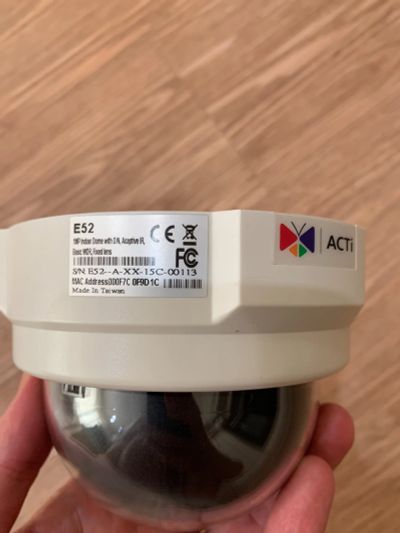 E52
1MP Indoor Dome with D/N, Adaptive IR,
Basic WDR, Fixed lens
CE
FC
S/N: E52--A-XX-15C-00113
MAC Address000F7C 0F9D1C
Made In Taiwan
ACTi